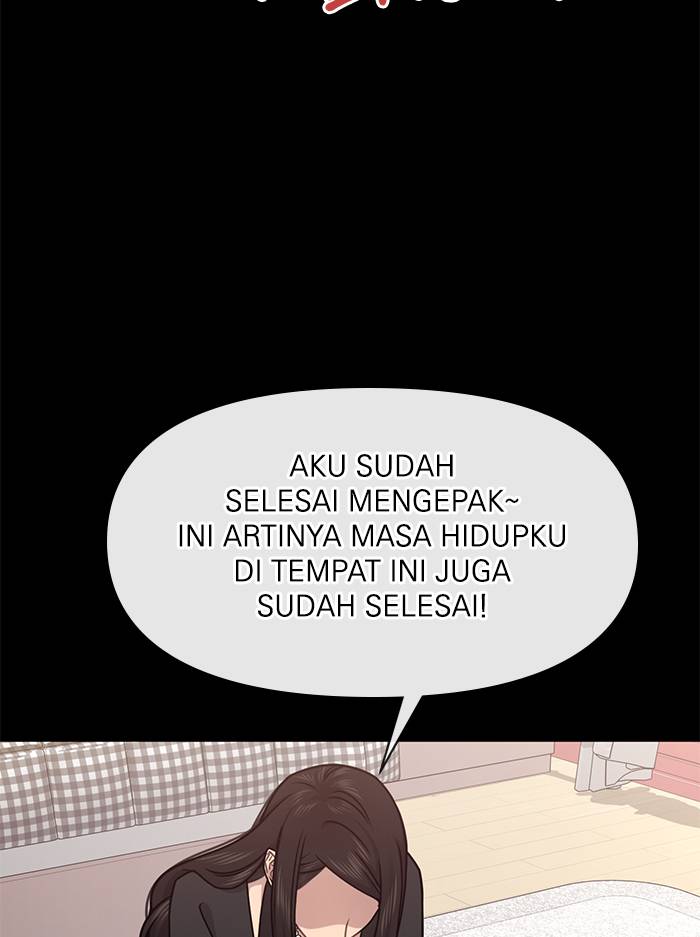 AKU SUDAH
SELESAI MENGEPAK~
INI ARTINYA MASA HIDUPKU
DI TEMPAT INI JUGA
SUDAH SELESAI!